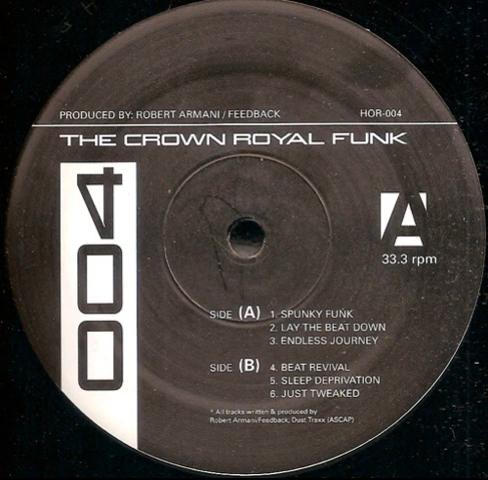 PRODUCED BY: ROBERT ARMANI / FEEDBACK HOR-004
THE CROWN ROYAL FUNK
004
A
33.3 rpm
SIDE (A) 1. SPUNKY FUNK
2. LAY THE BEAT DOWN
3. ENDLESS JOURNEY
SIDE (B) 4. BEAT REVIVAL
5. SLEEP DEPRIVATION
6. JUST TWEAKED
* All tracks written & produced by
Robert Armani/Feedback, Dust Traxx (ASCAP)